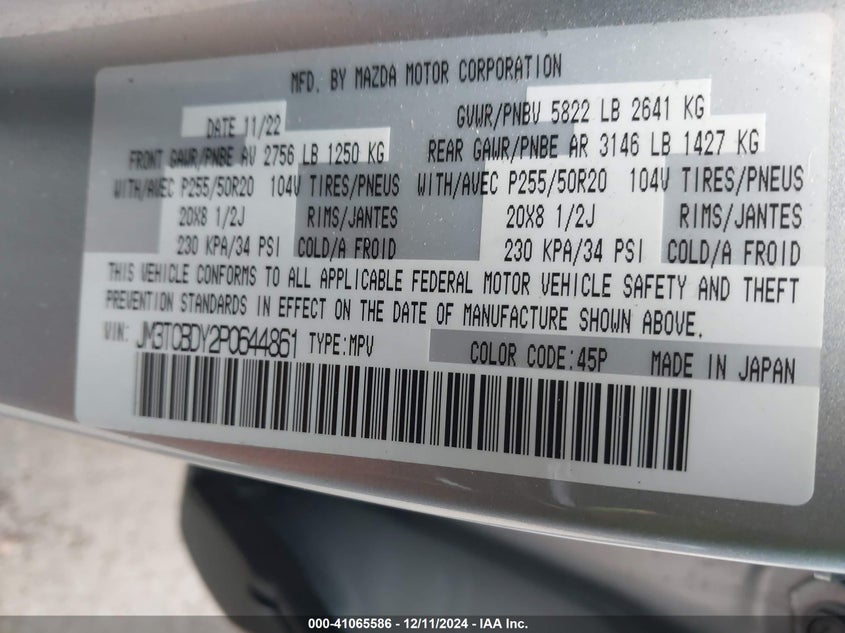 MFD. BY MAZDA MOTOR CORPORATION
DATE 11/22 GVWR/PNBV 5822 LB 2641 KG
FRONT GAWR/PNBE AV 2756 LB 1250 KG REAR GAWR/PNBE AR 3146 LB 1427 KG
WITH/AVEC P255/50R20 104V TIRES/PNEUS WITH/AVEC P255/50R20 104V TIRES/PNEUS
20X8 1/2J RIMS/JANTES 20X8 1/2J RIMS/JANTES
230 KPA/34 PSI COLD/A FROID 230 KPA/34 PSI COLD/A FROID
THIS VEHICLE CONFORMS TO ALL APPLICABLE FEDERAL MOTOR VEHICLE SAFETY AND THEFT
PREVENTION STANDARDS IN EFFECT ON THE DATE OF MANUFACTURE SHOWN ABOVE.
VIN: JM3TCBDY2P0644861 TYPE:MPV COLOR CODE:45P MADE IN JAPAN
000-41065586 - 12/11/2024 - IAA Inc.